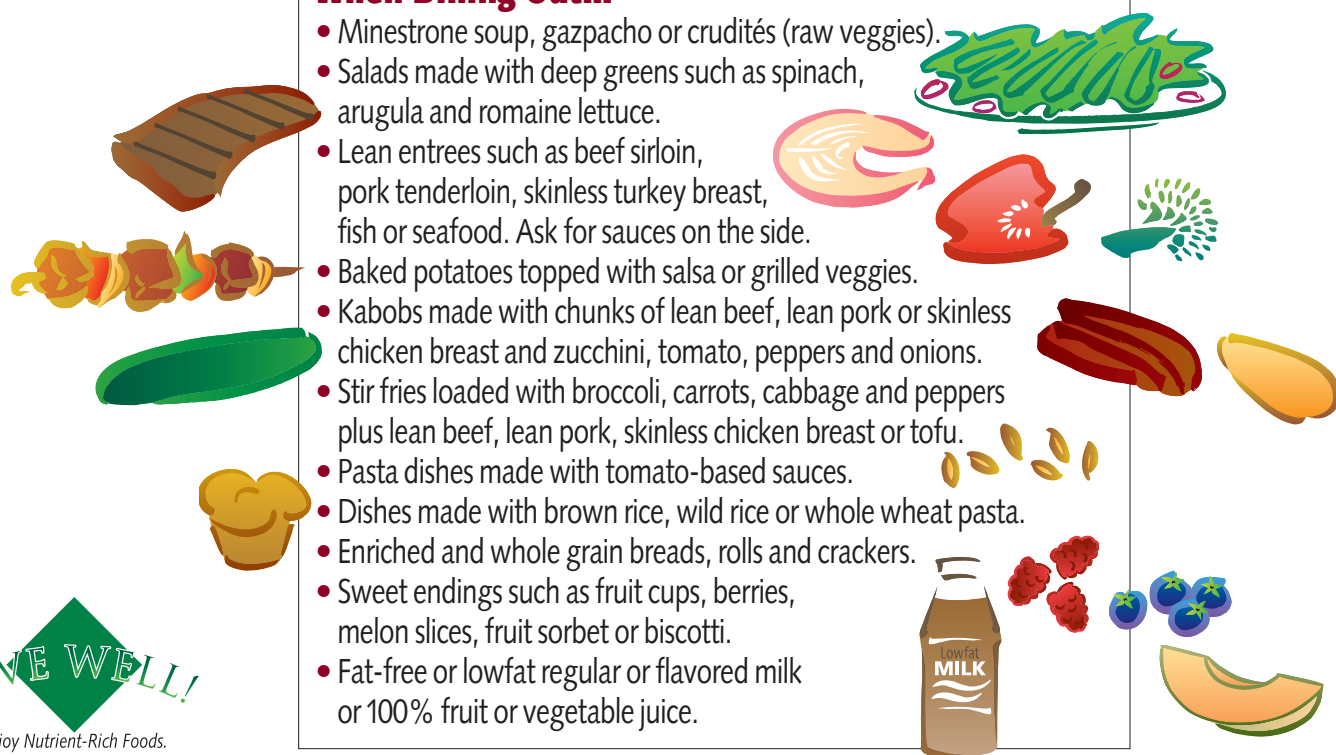 When Dining Out...
• Minestrone soup, gazpacho or crudités (raw veggies).
• Salads made with deep greens such as spinach,
arugula and romaine lettuce.
• Lean entrees such as beef sirloin,
pork tenderloin, skinless turkey breast,
fish or seafood. Ask for sauces on the side.
• Baked potatoes topped with salsa or grilled veggies.
• Kabobs made with chunks of lean beef, lean pork or skinless
chicken breast and zucchini, tomato, peppers and onions.
• Stir fries loaded with broccoli, carrots, cabbage and peppers
plus lean beef, lean pork, skinless chicken breast or tofu.
• Pasta dishes made with tomato-based sauces.
• Dishes made with brown rice, wild rice or whole wheat pasta.
• Enriched and whole grain breads, rolls and crackers.
• Sweet endings such as fruit cups, berries,
melon slices, fruit sorbet or biscotti.
• Fat-free or lowfat regular or flavored milk
or 100% fruit or vegetable juice.
Lowfat
MILK
VE WELL!
joy Nutrient-Rich Foods.